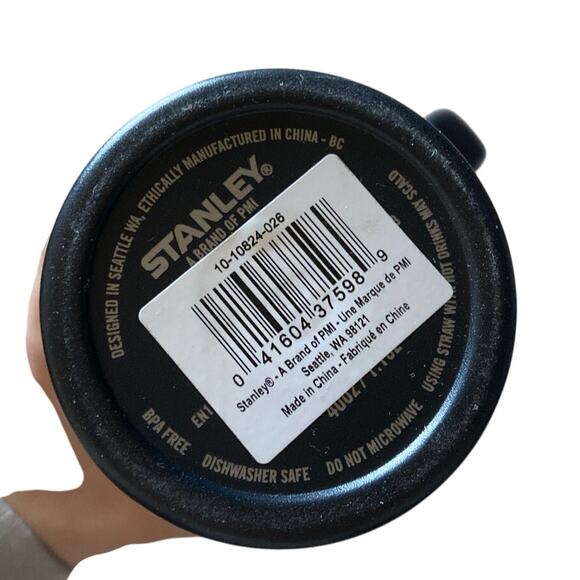 DESIGNED IN SEATTLE WA, ETHICALLY MANUFACTURED IN CHINA - BC
STANLEY®
A BRAND OF PMI
10-10824-026
0 41604 37598 9
Stanley® - A Brand of PMI - Une Marque de PMI
Seattle, WA 98121
Made in China - Fabriqué en Chine
EN1
BPA FREE
DISHWASHER SAFE
DO NOT MICROWAVE
USING STRAW
HOT DRINKS MAY SCALD